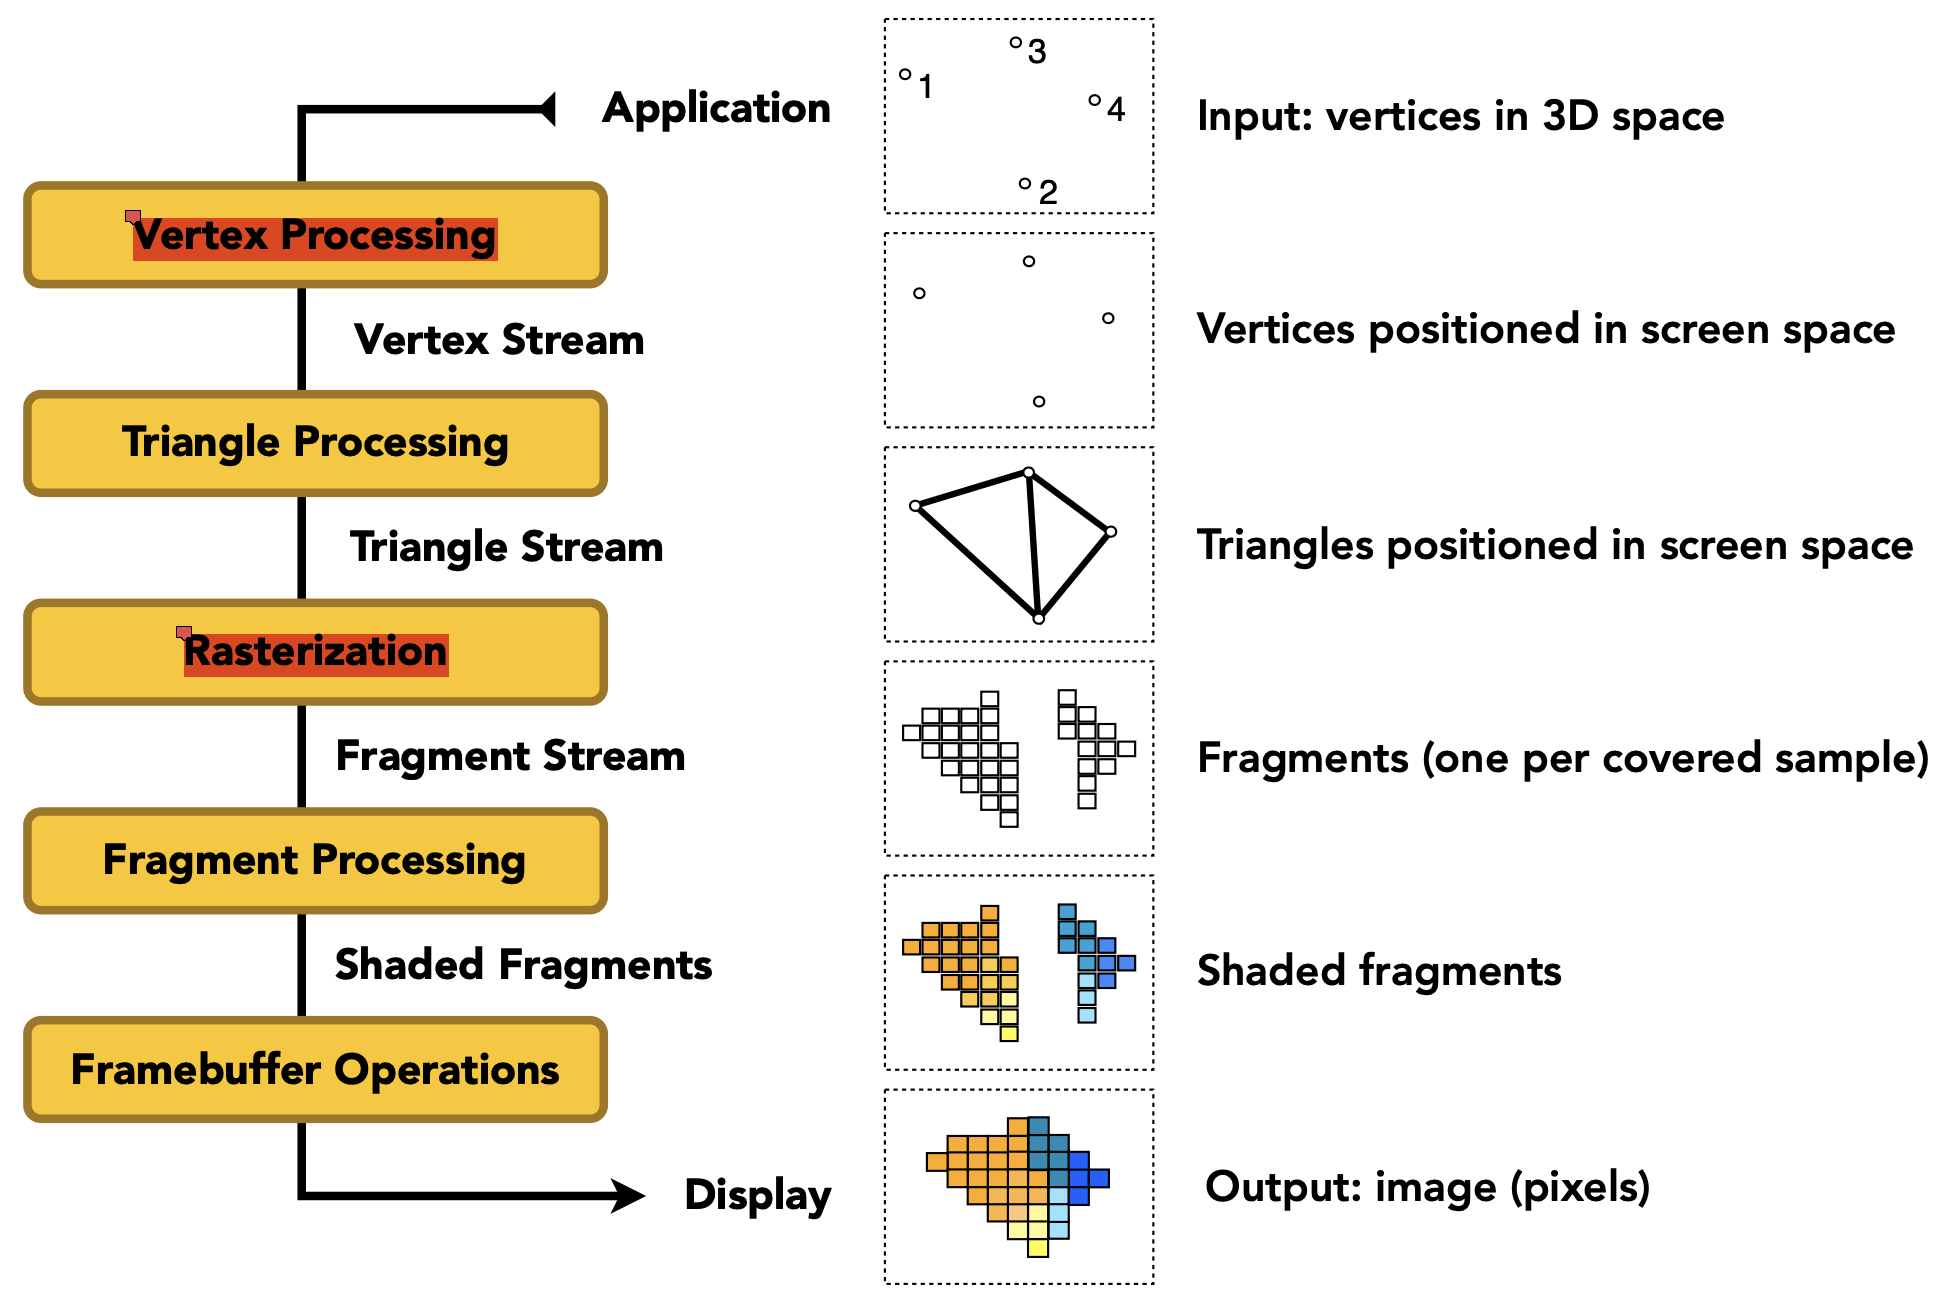 Application
3
1
4
2
Input: vertices in 3D space
Vertex Processing
Vertex Stream
Vertices positioned in screen space
Triangle Processing
Triangle Stream
Triangles positioned in screen space
Rasterization
Fragment Stream
Fragments (one per covered sample)
Fragment Processing
Shaded Fragments
Shaded fragments
Framebuffer Operations
Display
Output: image (pixels)